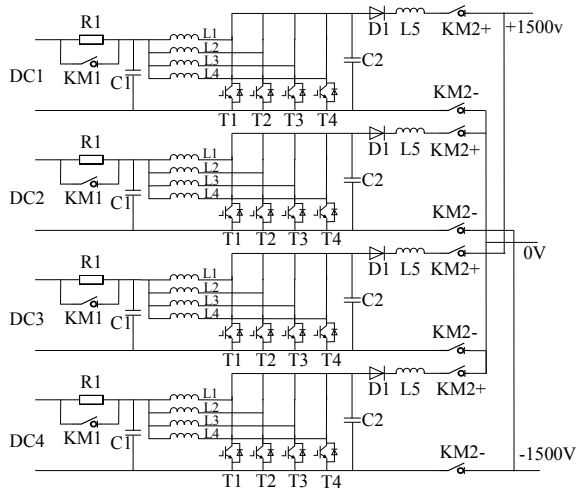 R1 L1 D1 L5 KM2+ +1500v
L2
L3
DC1 KM1 C1 L4 C2
KM2-
T1 T2 T3 T4
R1 L1 D1 L5 KM2+
L2
L3
DC2 KM1 C1 L4 C2
KM2-
T1 T2 T3 T4
0V
R1 L1 D1 L5 KM2+
L2
L3
DC3 KM1 C1 L4 C2
KM2-
T1 T2 T3 T4
R1 L1 D1 L5 KM2+
L2
L3
DC4 KM1 C1 L4 C2
KM2- -1500V
T1 T2 T3 T4